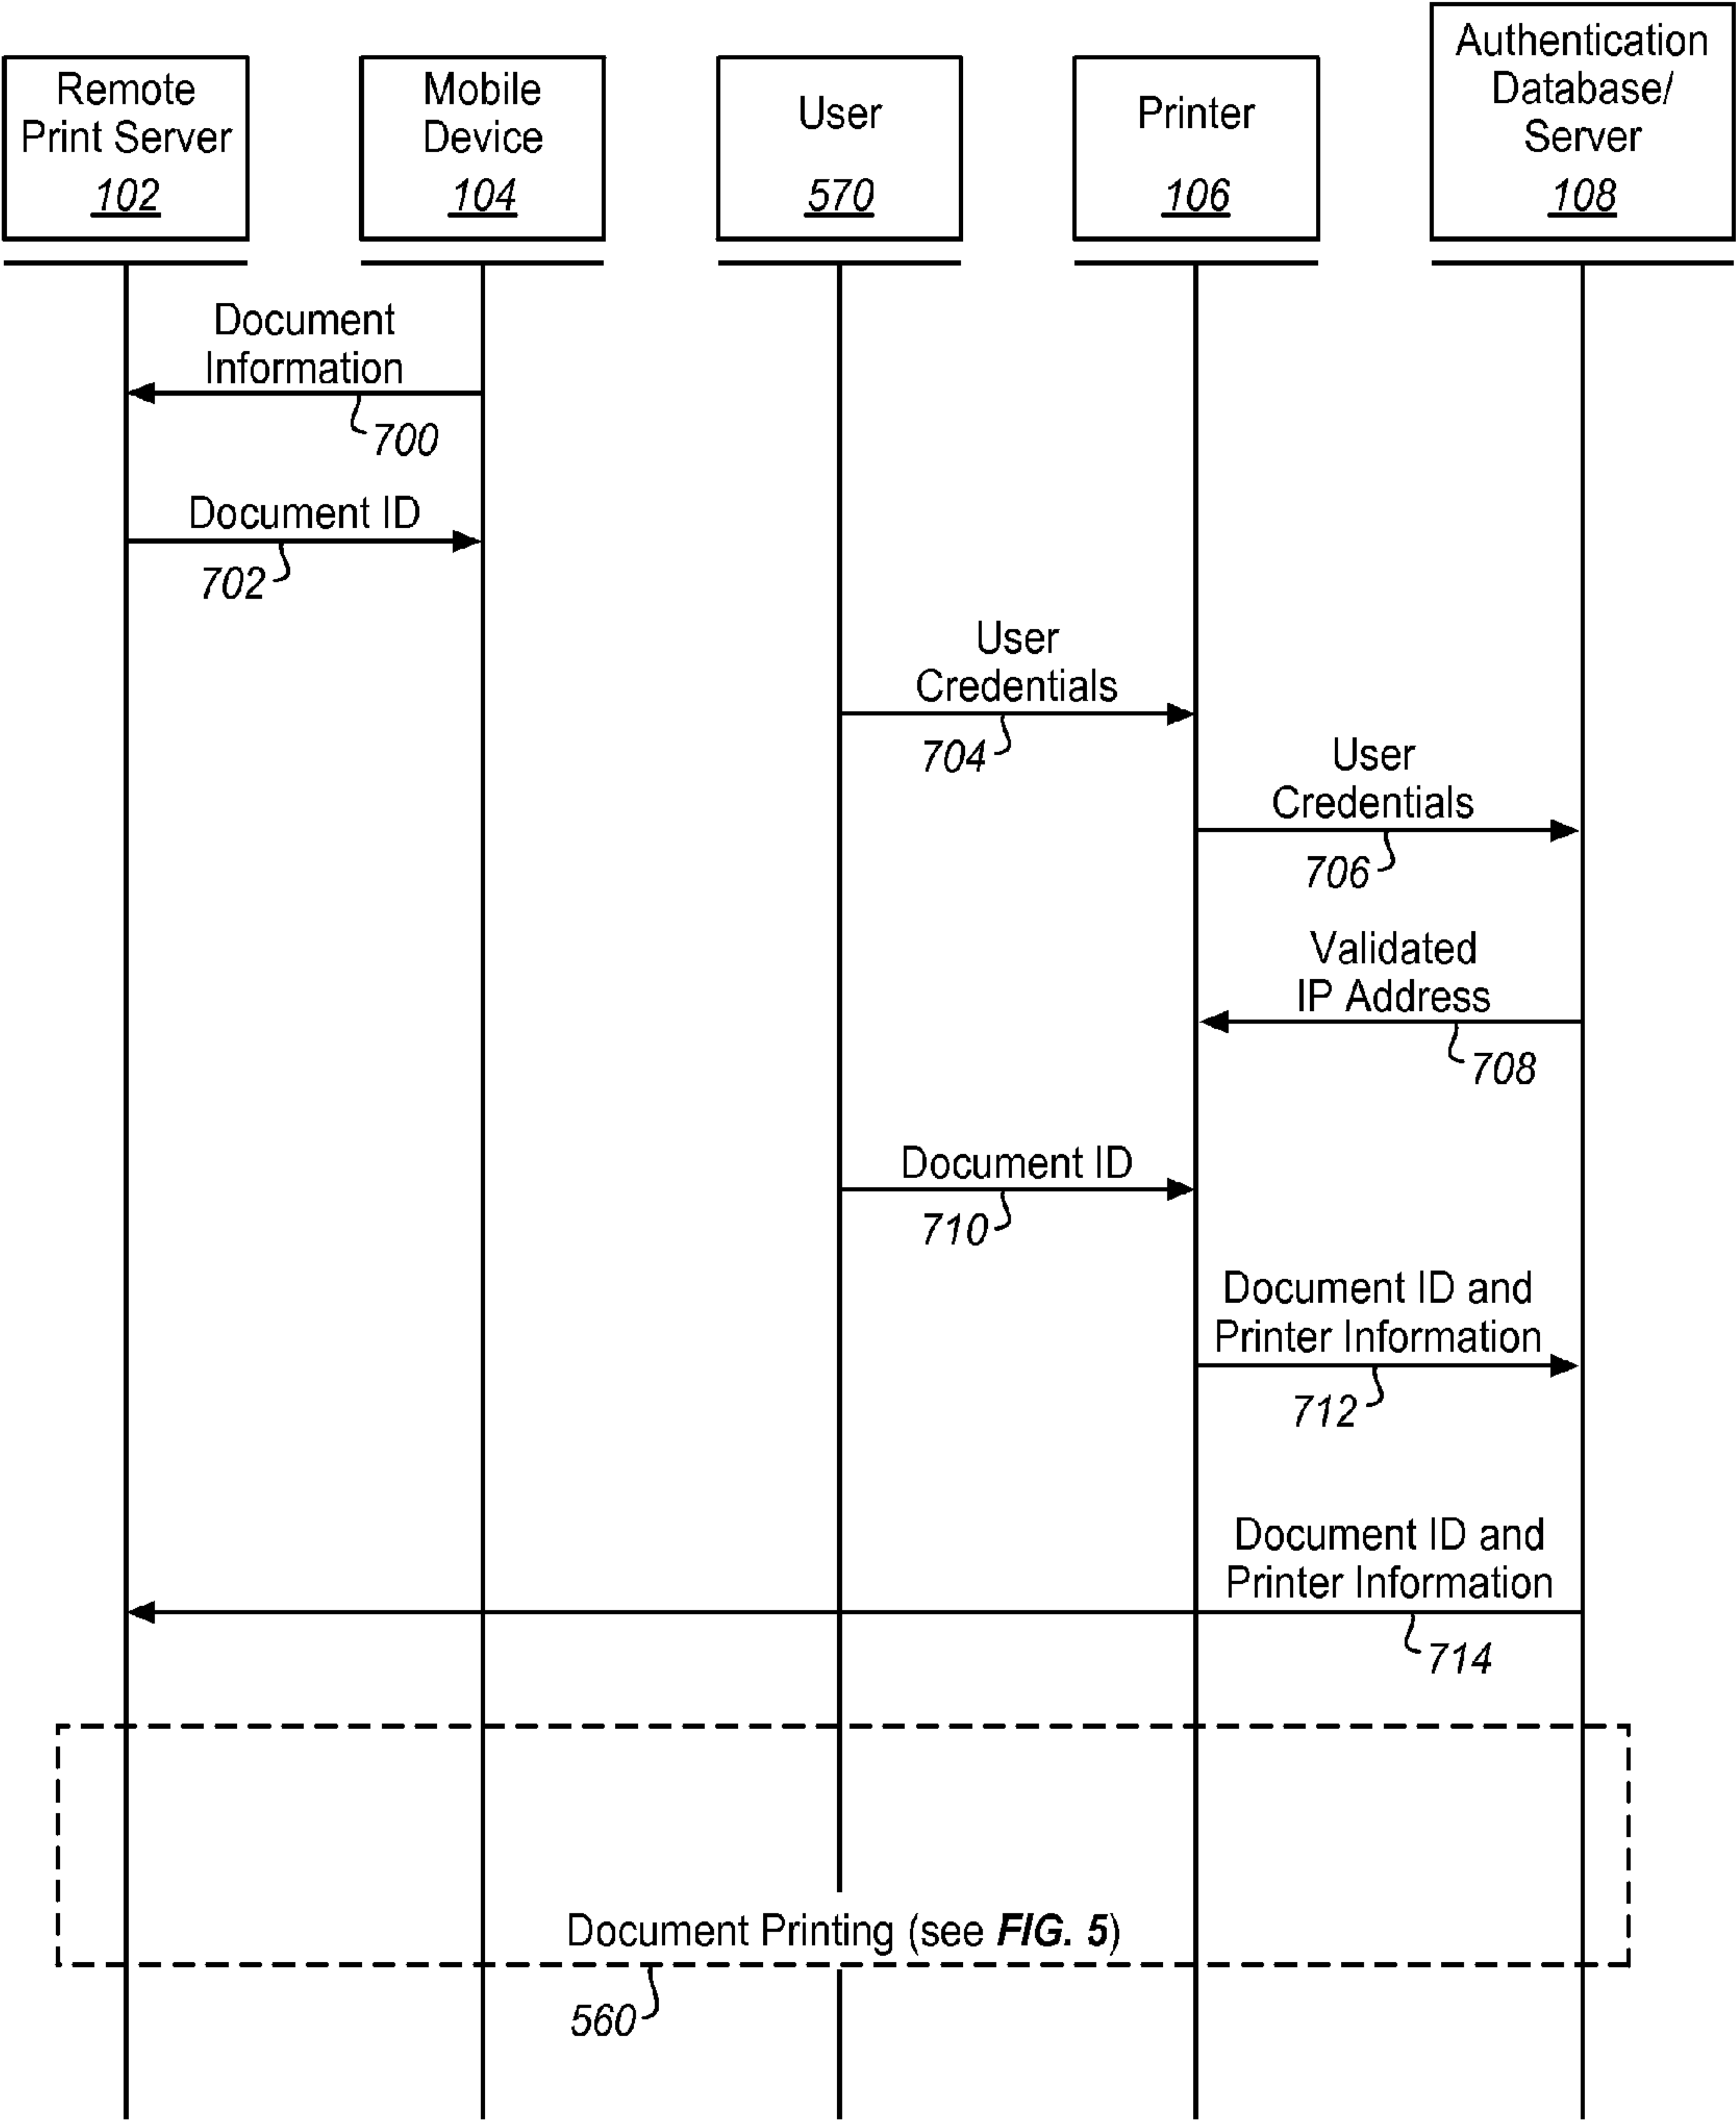 Remote
Print Server
102
Mobile
Device
104
User
570
Printer
106
Authentication
Database/
Server
108
Document
Information
700
Document ID
702
User
Credentials
704
User
Credentials
706
Validated
IP Address
708
Document ID
710
Document ID and
Printer Information
712
Document ID and
Printer Information
714
Document Printing (see FIG. 5)
560